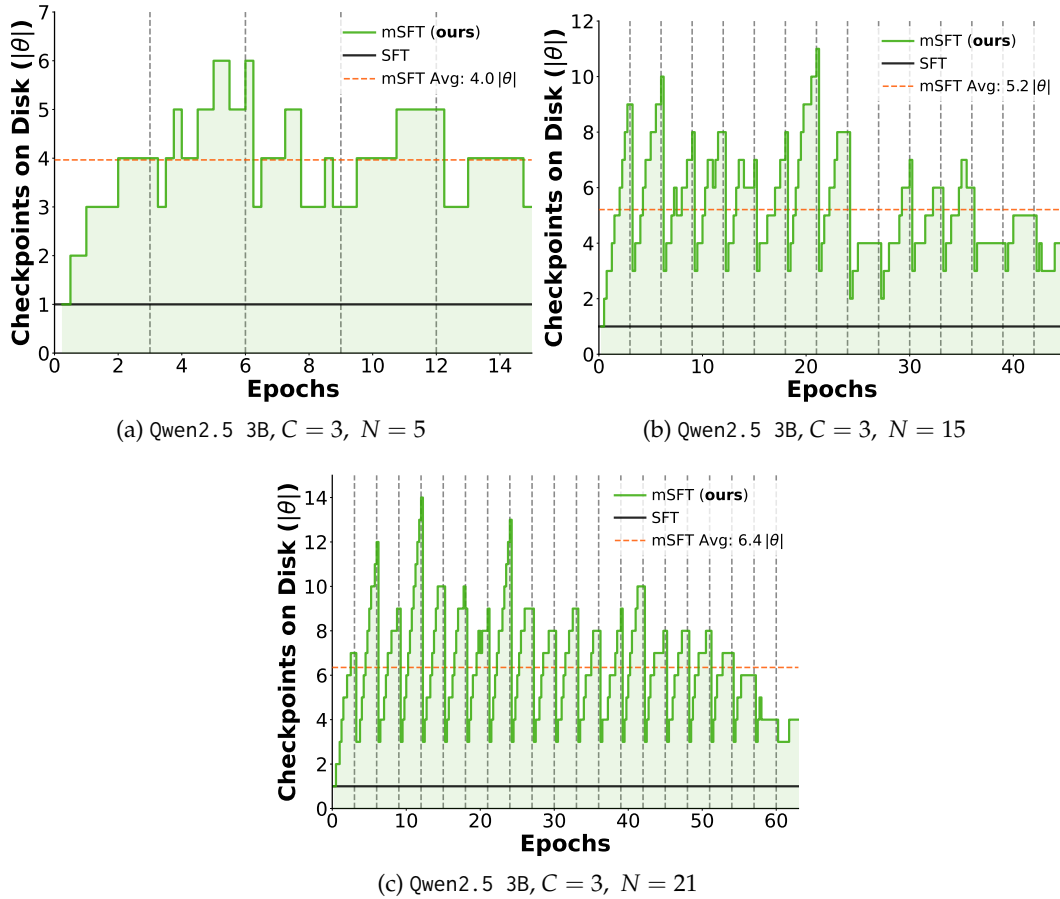 7
6
5
4
3
2
1
0
Checkpoints on Disk (|θ|)
mSFT (ours)
SFT
mSFT Avg: 4.0 |θ|
0 2 4 6 8 10 12 14
Epochs
(a) Qwen2.5 3B, C = 3, N = 5
12
10
8
6
4
2
0
Checkpoints on Disk (|θ|)
mSFT (ours)
SFT
mSFT Avg: 5.2 |θ|
0 10 20 30 40
Epochs
(b) Qwen2.5 3B, C = 3, N = 15
14
12
10
8
6
4
2
0
Checkpoints on Disk (|θ|)
mSFT (ours)
SFT
mSFT Avg: 6.4 |θ|
0 10 20 30 40 50 60
Epochs
(c) Qwen2.5 3B, C = 3, N = 21